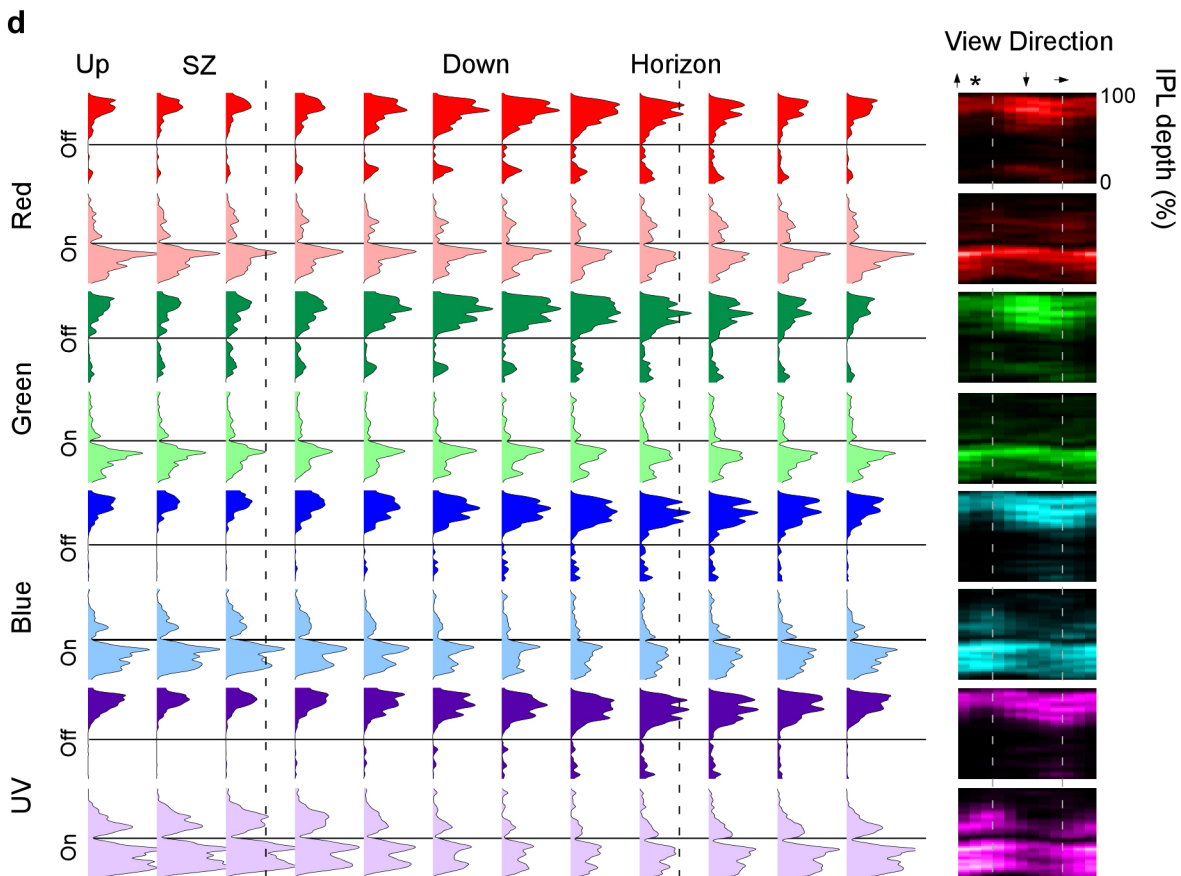 d
View Direction
Up SZ Down Horizon
*
IPL depth (%)
100
0
Red
Off
On
Green
Off
On
Blue
Off
On
UV
Off
On